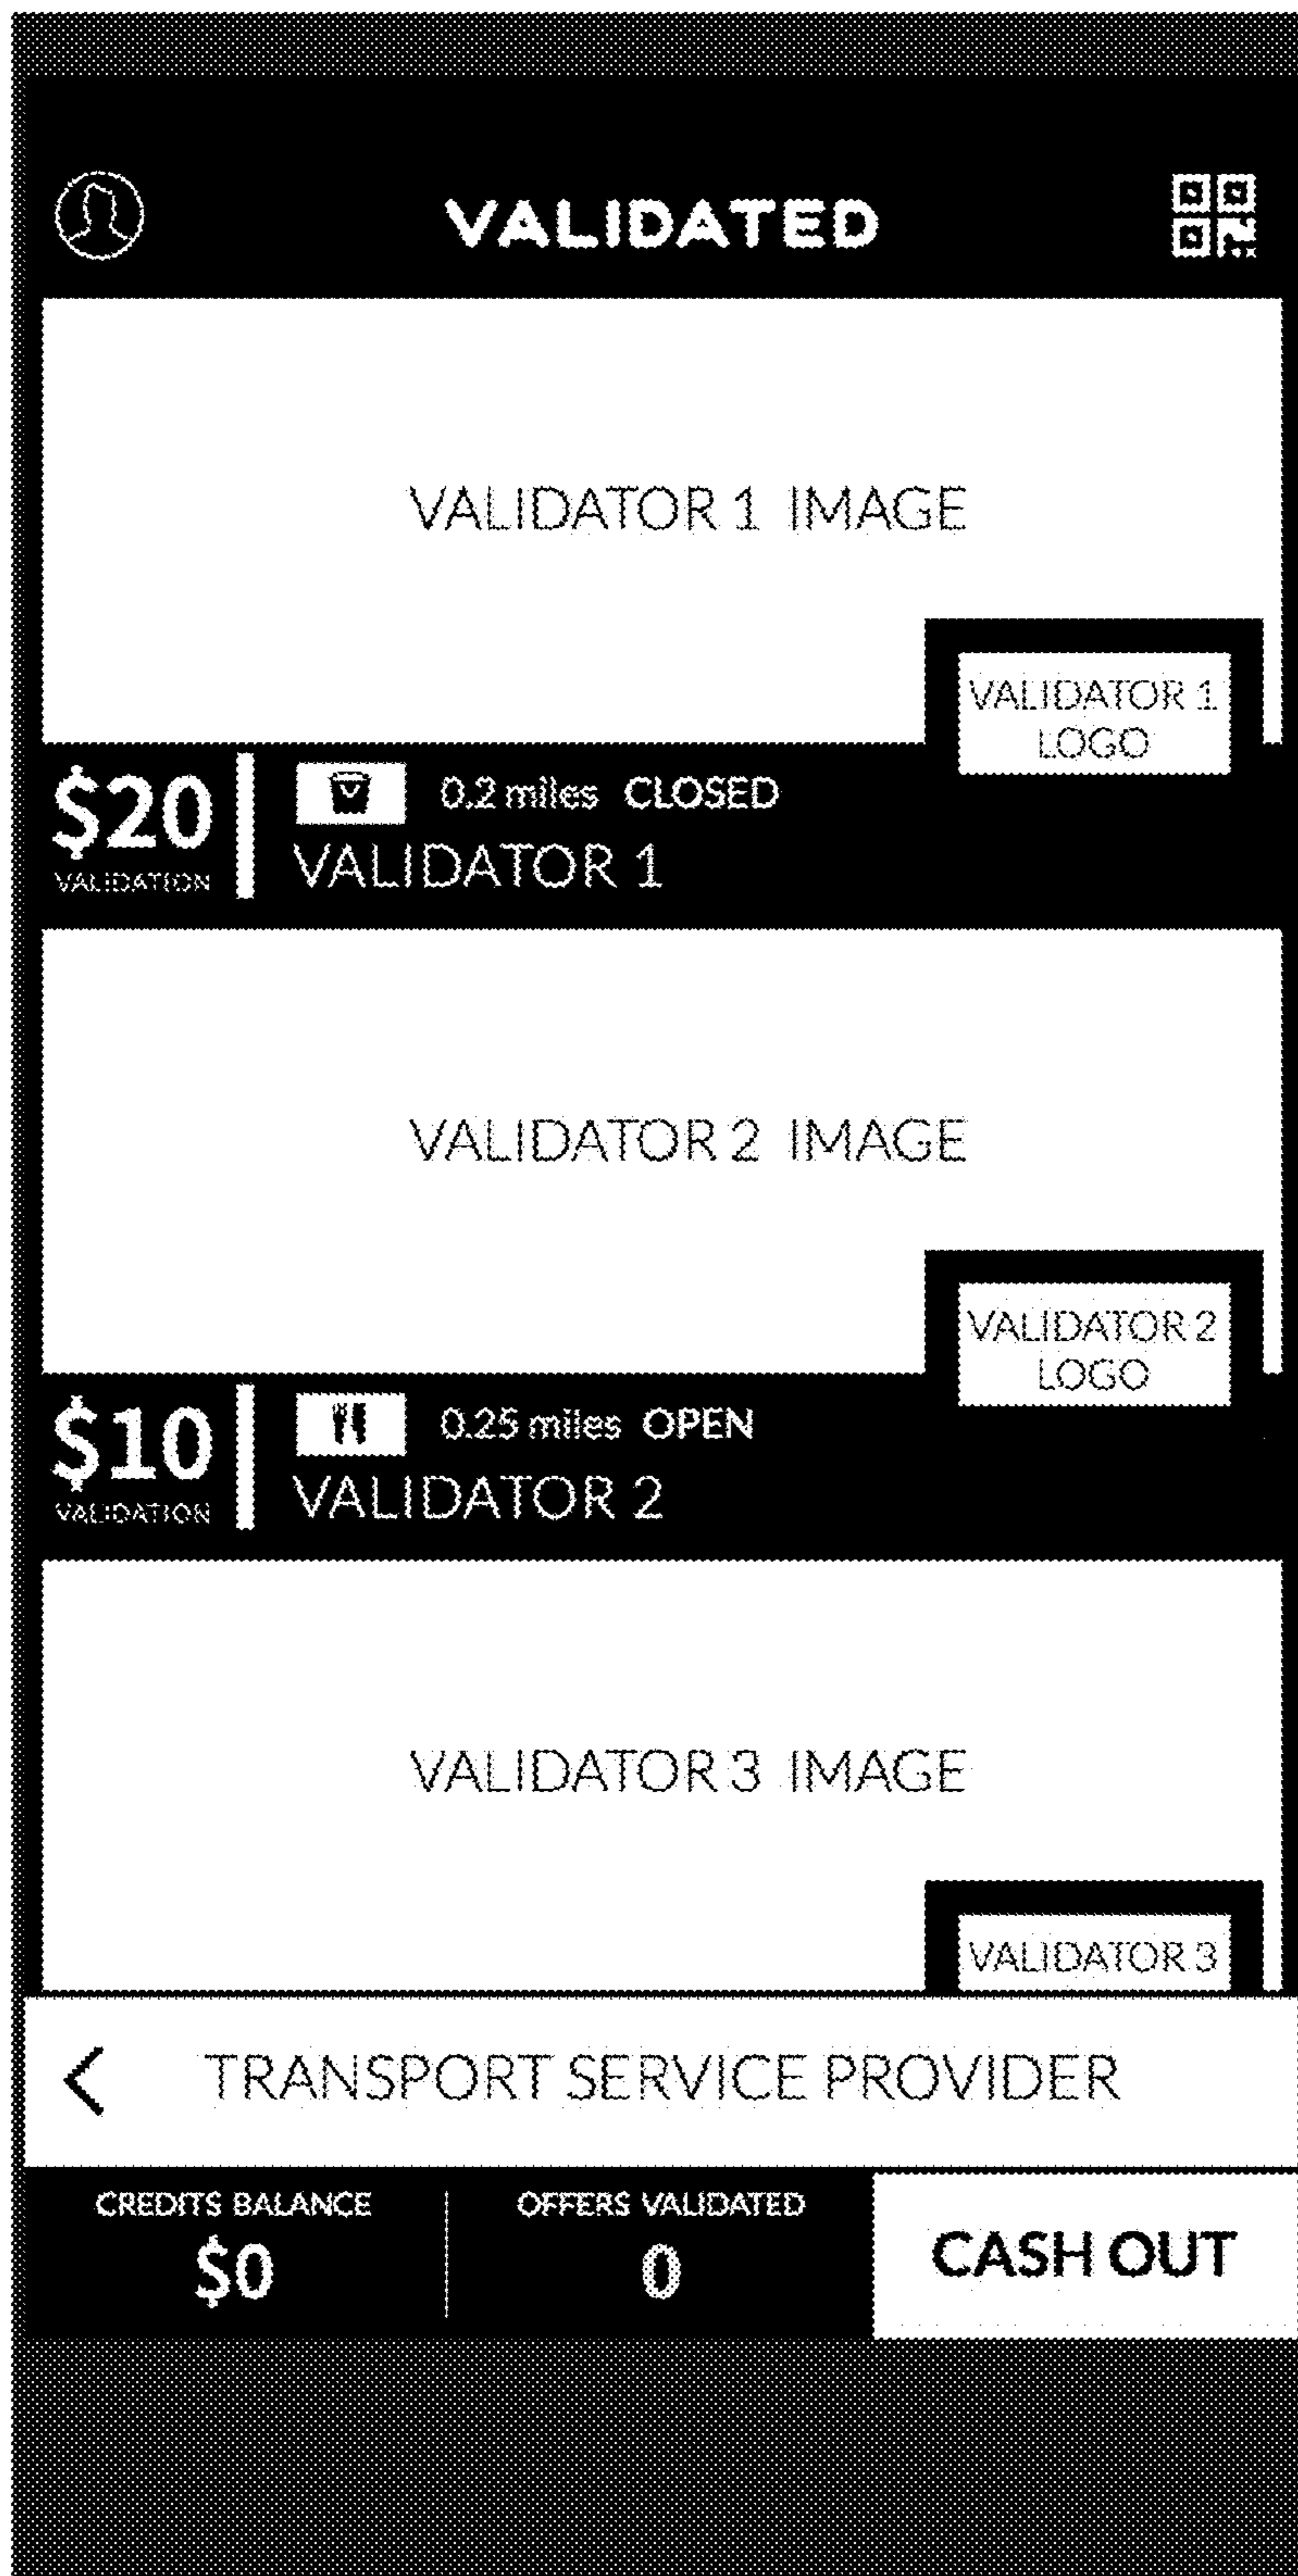 VALIDATED
VALIDATOR 1 IMAGE
VALIDATOR 1
LOGO
$20
VALIDATION
0.2 miles CLOSED
VALIDATOR 1
VALIDATOR 2 IMAGE
VALIDATOR 2
LOGO
$10
VALIDATION
0.25 miles OPEN
VALIDATOR 2
VALIDATOR 3 IMAGE
VALIDATOR 3
TRANSPORT SERVICE PROVIDER
CREDITS BALANCE
$0
OFFERS VALIDATED
0
CASH OUT